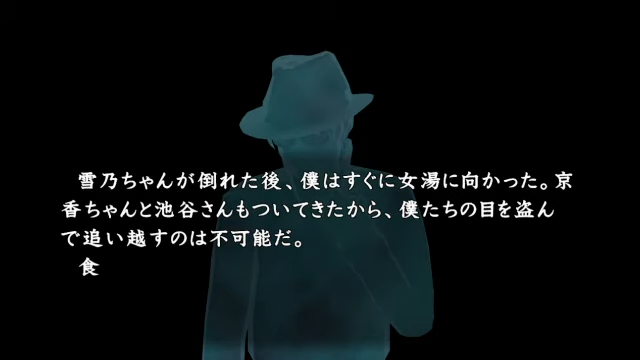 雪乃ちゃんが倒れた後、僕はすぐに女湯に向かった。京
香ちゃんと池谷さんもついてきたから、僕たちの目を盗ん
で追い越すのは不可能だ。
食